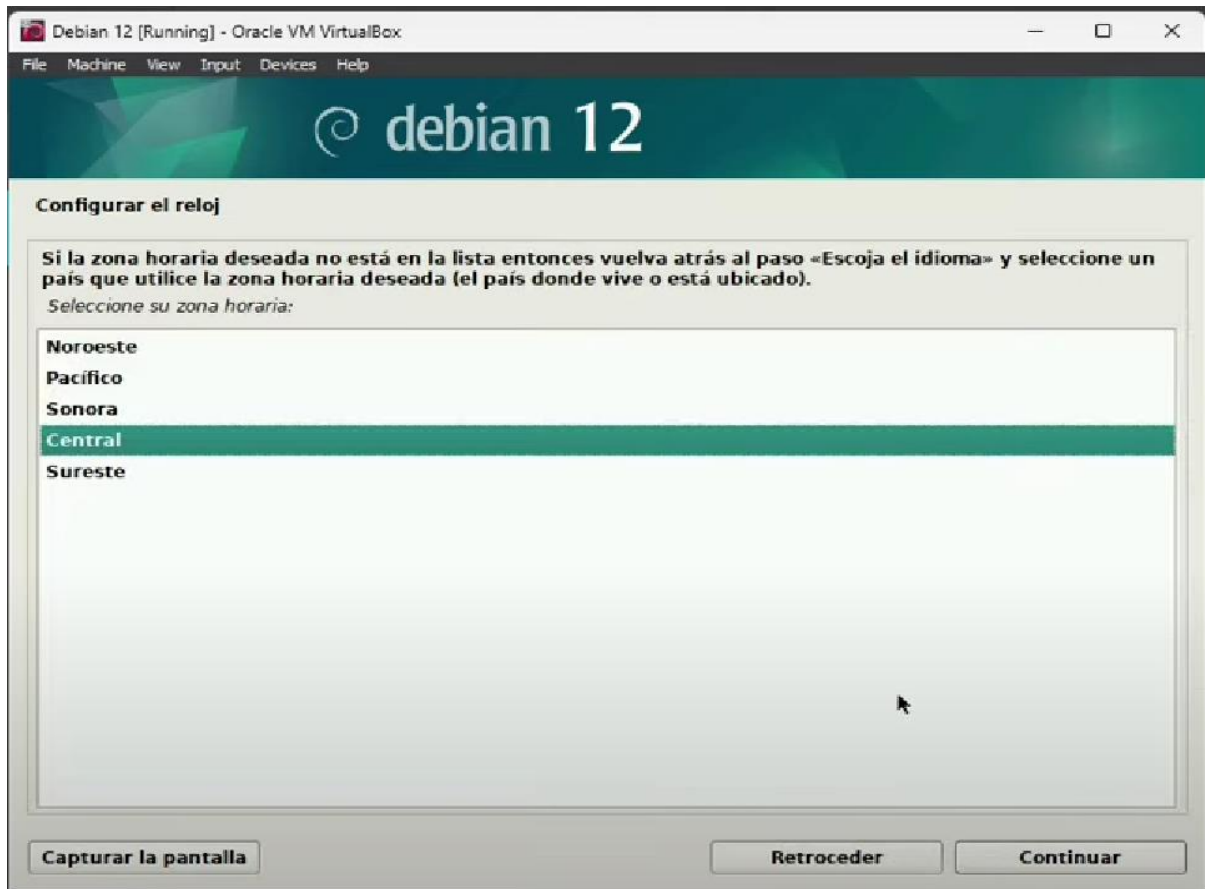 Debian 12 [Running] - Oracle VM VirtualBox
File Machine View Input Devices Help
debian 12
Configurar el reloj
Si la zona horaria deseada no está en la lista entonces vuelva atrás al paso «Escoja el idioma» y seleccione un
país que utilice la zona horaria deseada (el país donde vive o está ubicado).
Seleccione su zona horaria:
Noroeste
Pacífico
Sonora
Central
Sureste
Capturar la pantalla Retroceder Continuar